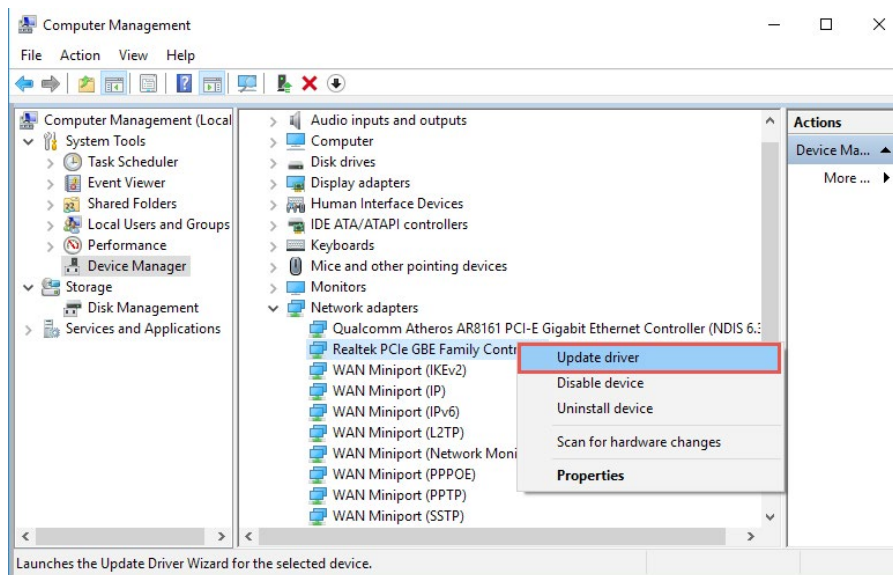 Computer Management
File Action View Help
Computer Management (Local
System Tools
Task Scheduler
Event Viewer
Shared Folders
Local Users and Groups
Performance
Device Manager
Storage
Disk Management
Services and Applications
Audio inputs and outputs
Computer
Disk drives
Display adapters
Human Interface Devices
IDE ATA/ATAPI controllers
Keyboards
Mice and other pointing devices
Monitors
Network adapters
Qualcomm Atheros AR8161 PCI-E Gigabit Ethernet Controller (NDIS 6.3
Realtek PCIe GBE Family Contr
WAN Miniport (IKEv2)
WAN Miniport (IP)
WAN Miniport (IPv6)
WAN Miniport (L2TP)
WAN Miniport (Network Moni
WAN Miniport (PPPOE)
WAN Miniport (PPTP)
WAN Miniport (SSTP)
Update driver
Disable device
Uninstall device
Scan for hardware changes
Properties
Actions
Device Ma...
More ...
Launches the Update Driver Wizard for the selected device.